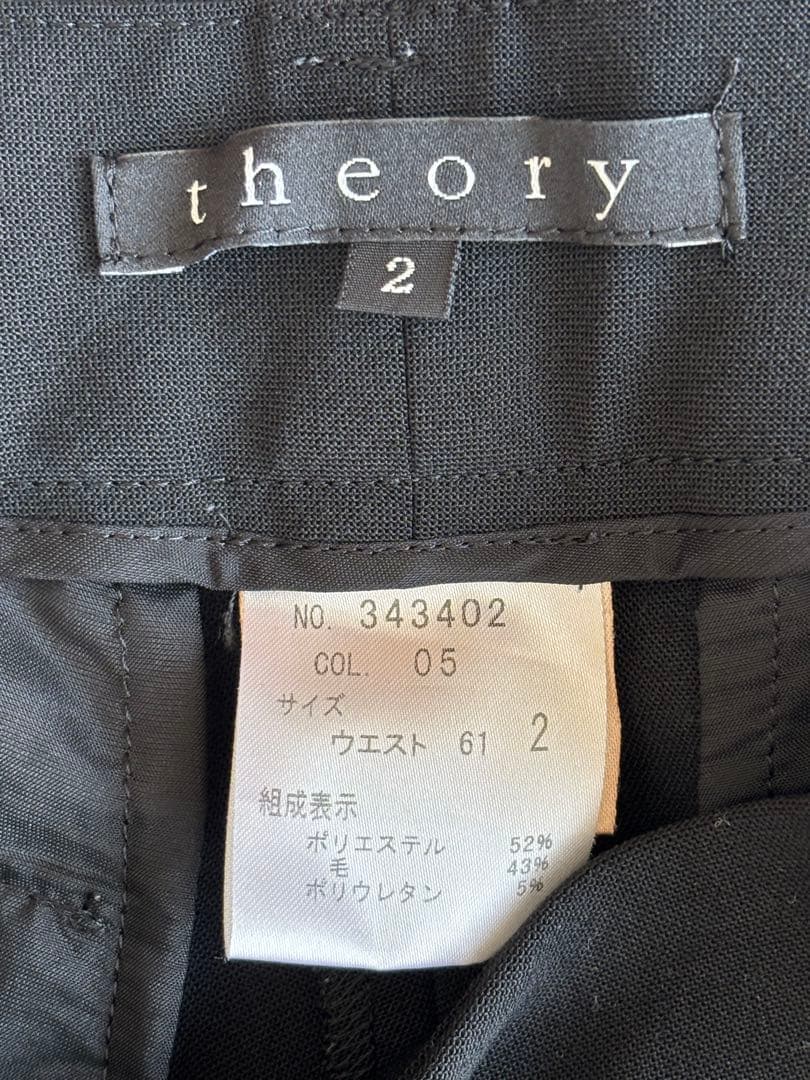 theory
2
NO. 343402
COL. 05
サイズ
ウエスト 61 2
組成表示
ポリエステル 52%
毛 43%
ポリウレタン 5%